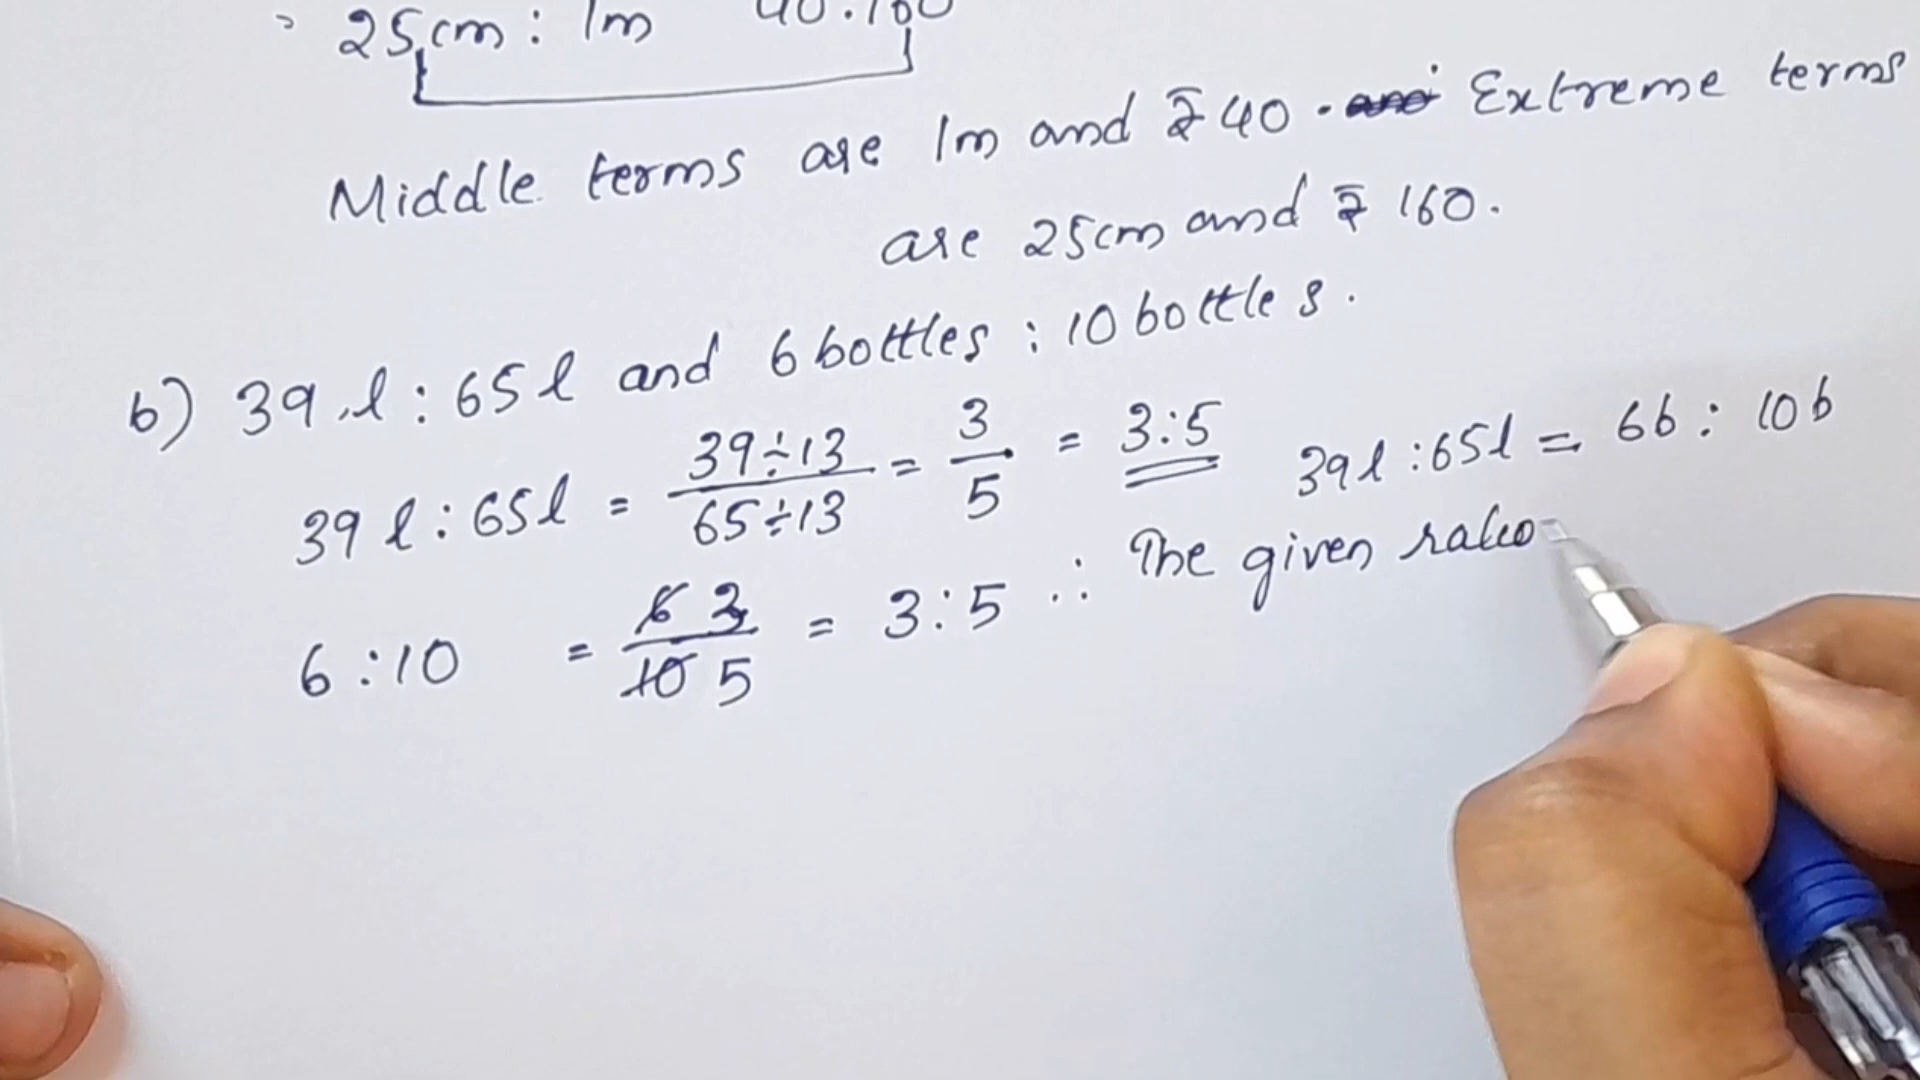 25cm : 1m 40:160
Middle terms are 1m and ₹40. Extreme terms
are 25cm and ₹160.
b) 39 l : 65 l and 6 bottles : 10 bottles.
39 l : 65 l = 39÷13 / 65÷13 = 3/5 = 3:5 39 l : 65 l = 6b : 10b
6 : 10 = 6 3 / 10 5 = 3:5 ∴ The given ratio